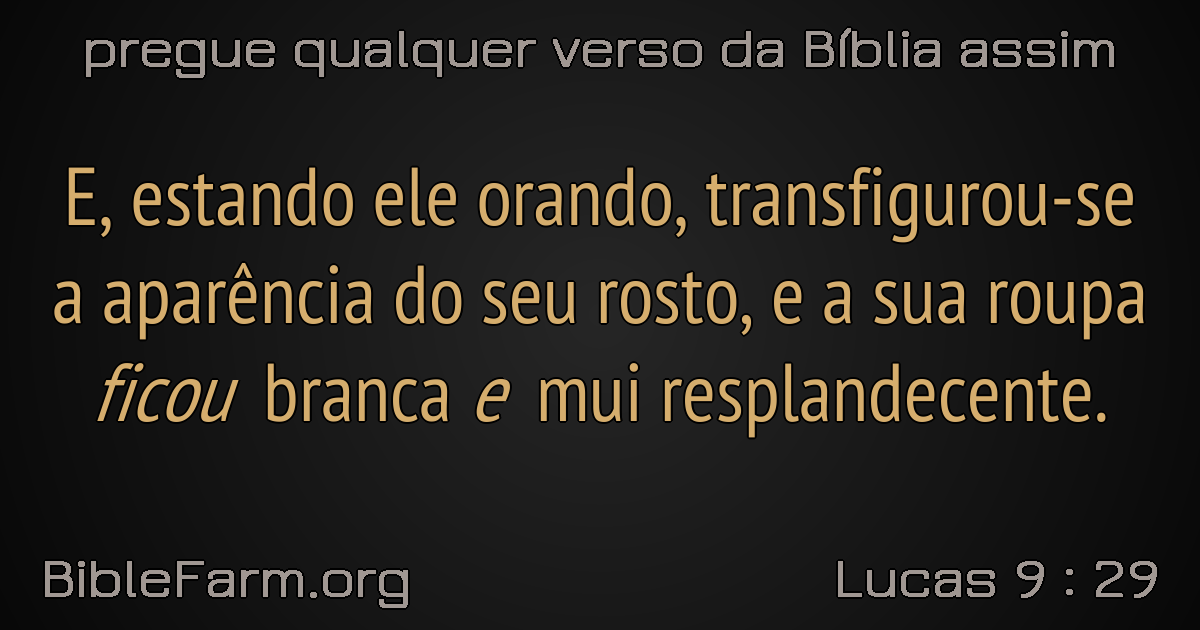 pregue qualquer verso da Bíblia assim
E, estando ele orando, transfigurou-se
a aparência do seu rosto, e a sua roupa
ficou branca e mui resplandecente.
BibleFarm.org
Lucas 9 : 29